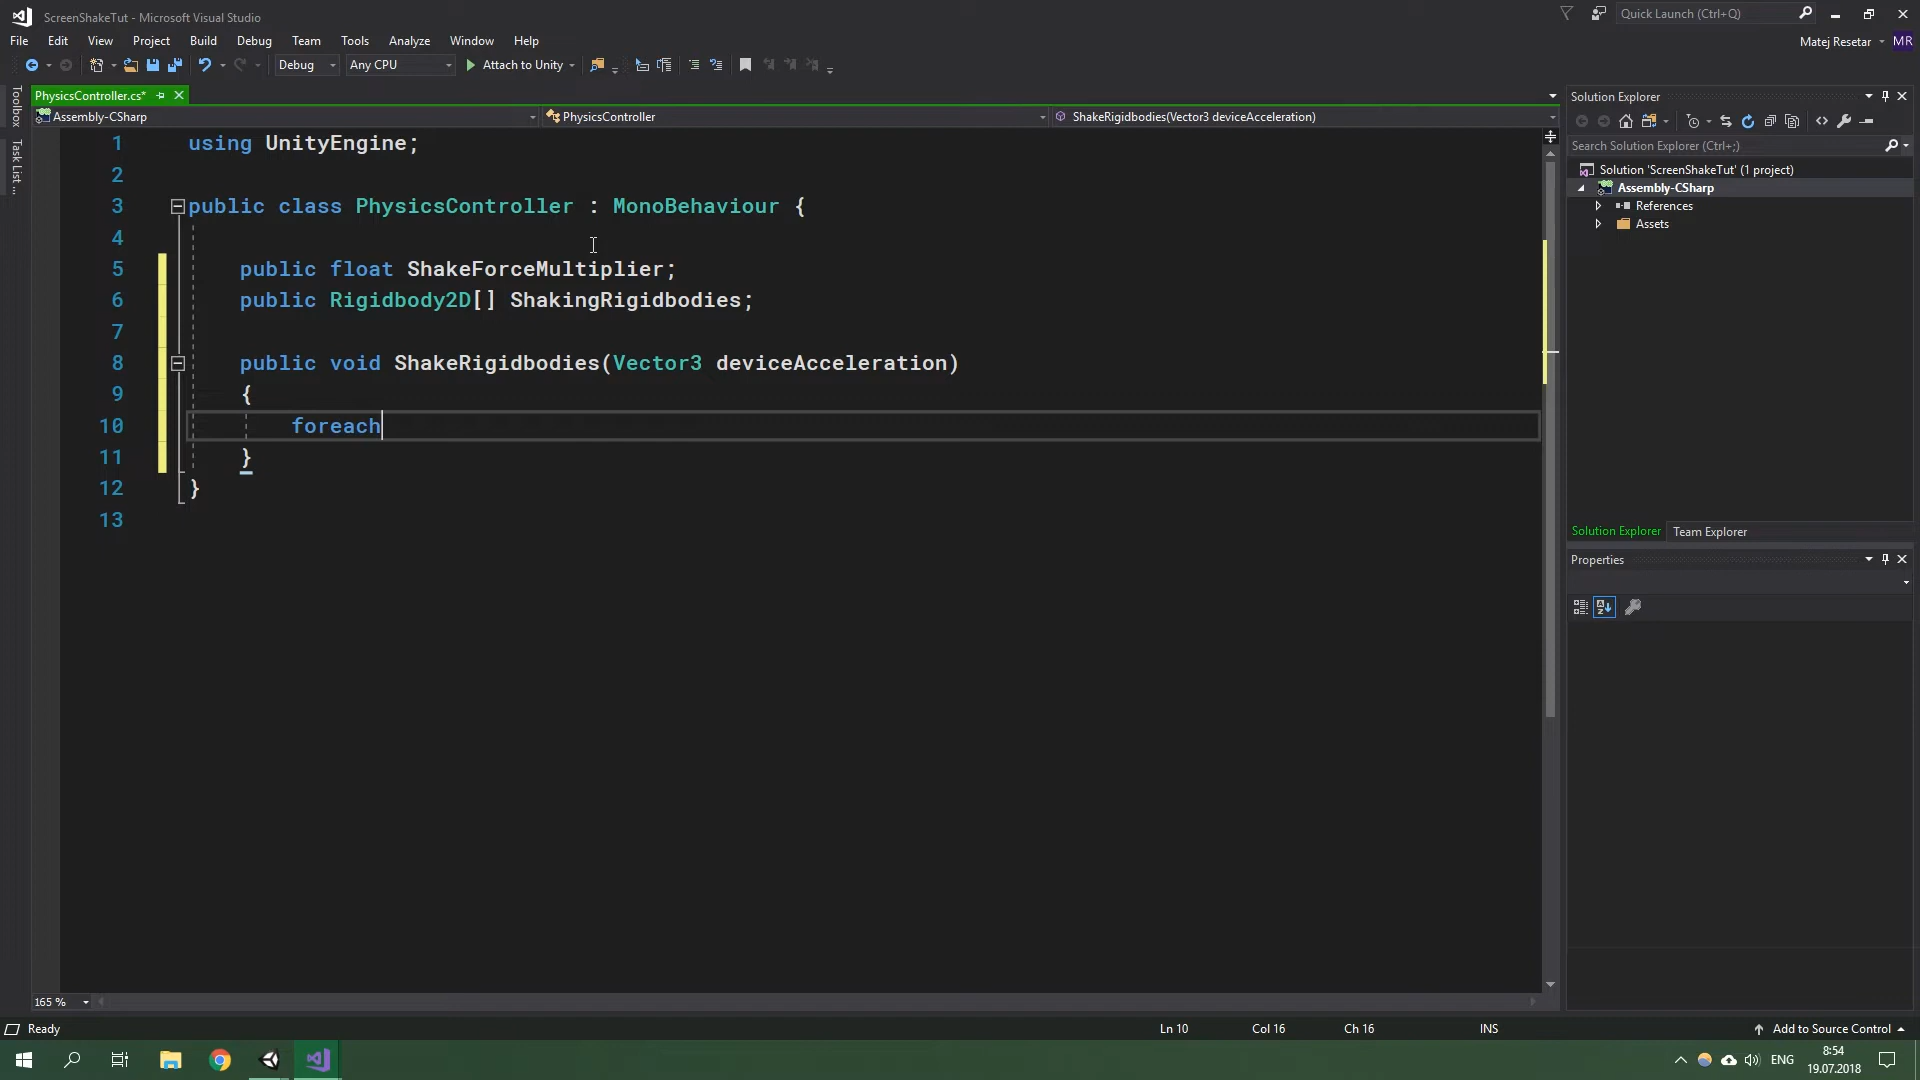 ScreenShakeTut - Microsoft Visual Studio
Quick Launch (Ctrl+Q)
File Edit View Project Build Debug Team Tools Analyze Window Help
Matej Resetar MR
Debug Any CPU Attach to Unity
Toolbox
Task List ...
PhysicsController.cs*
Assembly-CSharp PhysicsController ShakeRigidbodies(Vector3 deviceAcceleration)
1 using UnityEngine;
2
3 public class PhysicsController : MonoBehaviour {
4
5 public float ShakeForceMultiplier;
6 public Rigidbody2D[] ShakingRigidbodies;
7
8 public void ShakeRigidbodies(Vector3 deviceAcceleration)
9 {
10 foreach
11 }
12 }
13
165 %
Solution Explorer
Search Solution Explorer (Ctrl+;)
Solution 'ScreenShakeTut' (1 project)
Assembly-CSharp
References
Assets
Solution Explorer Team Explorer
Properties
Ready Ln 10 Col 16 Ch 16 INS Add to Source Control
ENG
8:54
19.07.2018